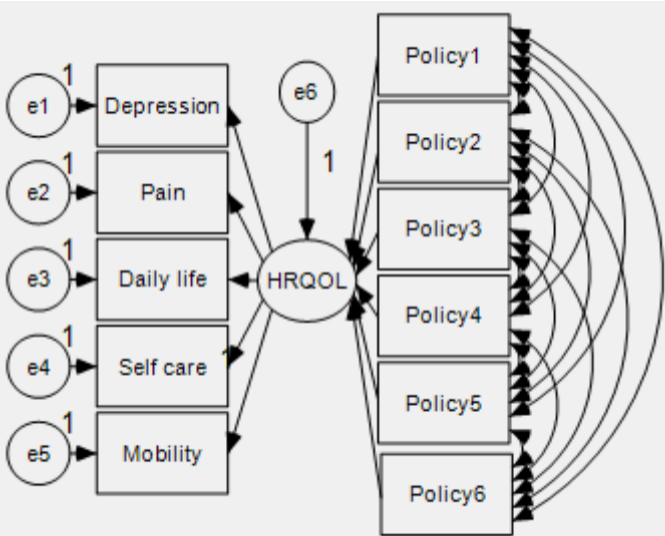 1
e1
Depression
1
e2
Pain
1
e3
Daily life
1
e4
Self care
1
1
e5
Mobility
e6
1
HRQOL
Policy1
Policy2
Policy3
Policy4
Policy5
Policy6